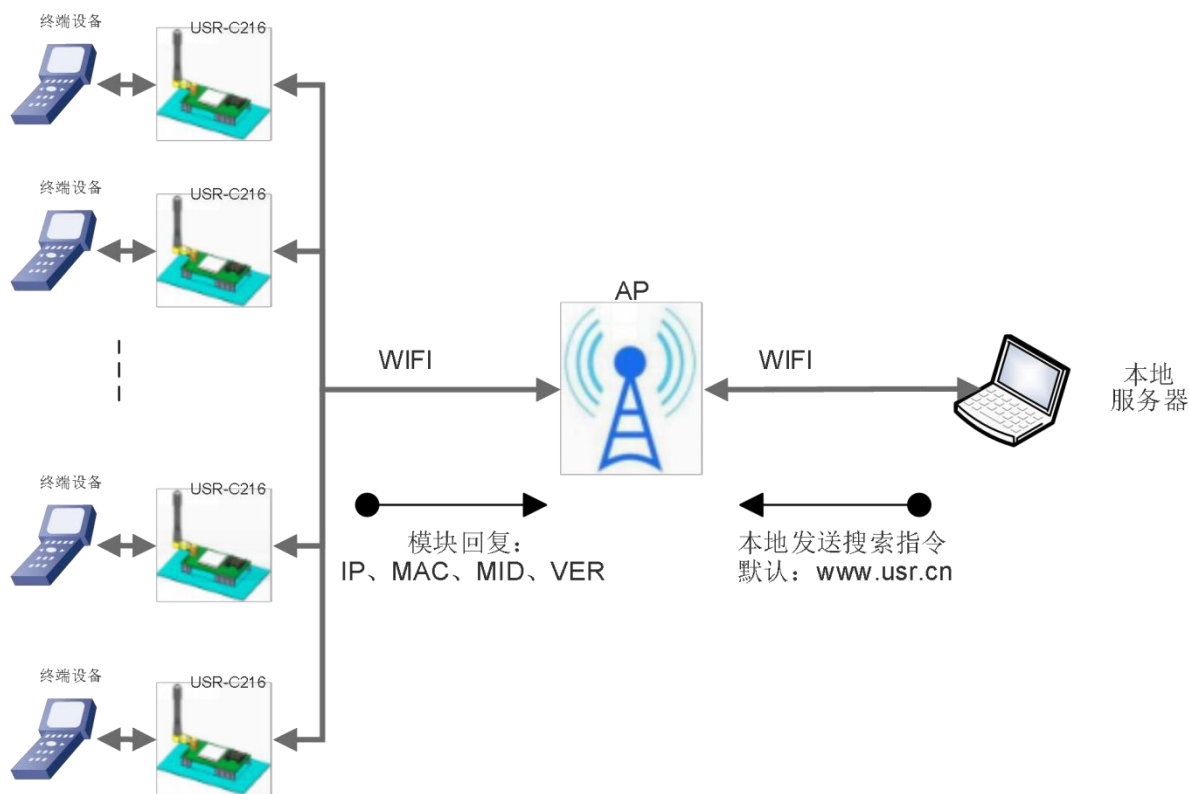 终端设备
USR-C216
终端设备
USR-C216
AP
WIFI
WIFI
本地
服务器
终端设备
USR-C216
模块回复：
IP、MAC、MID、VER
本地发送搜索指令
默认：www.usr.cn
终端设备
USR-C216